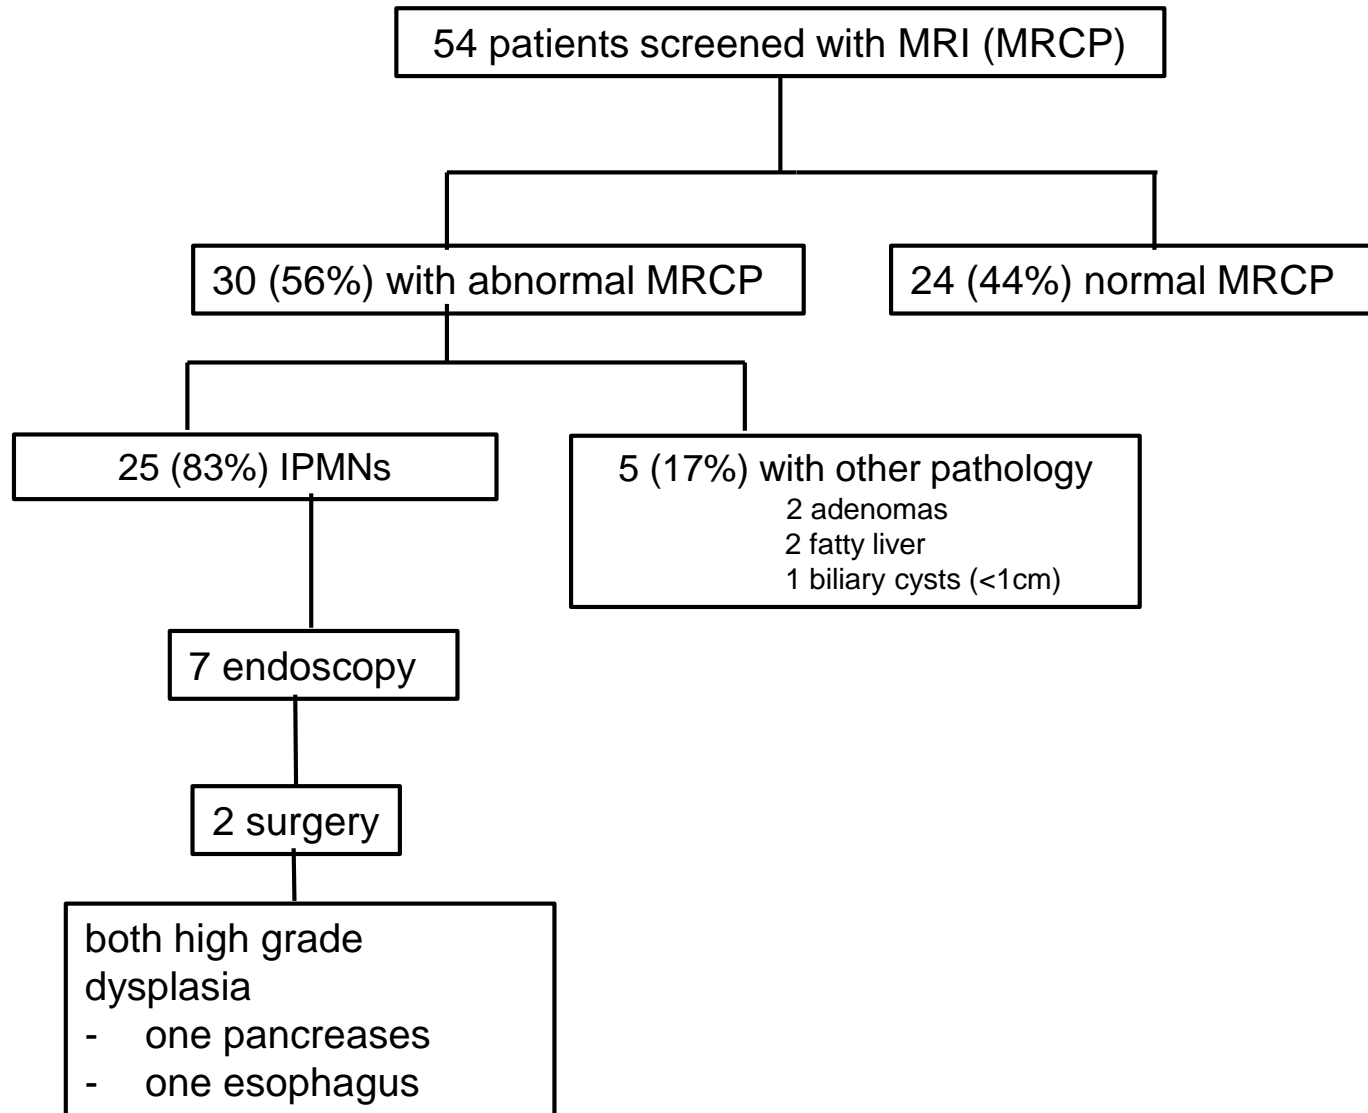 54 patients screened with MRI (MRCP)
30 (56%) with abnormal MRCP
24 (44%) normal MRCP
25 (83%) IPMNs
5 (17%) with other pathology
2 adenomas
2 fatty liver
1 biliary cysts (<1cm)
7 endoscopy
2 surgery
both high grade
dysplasia
- one pancreases
- one esophagus